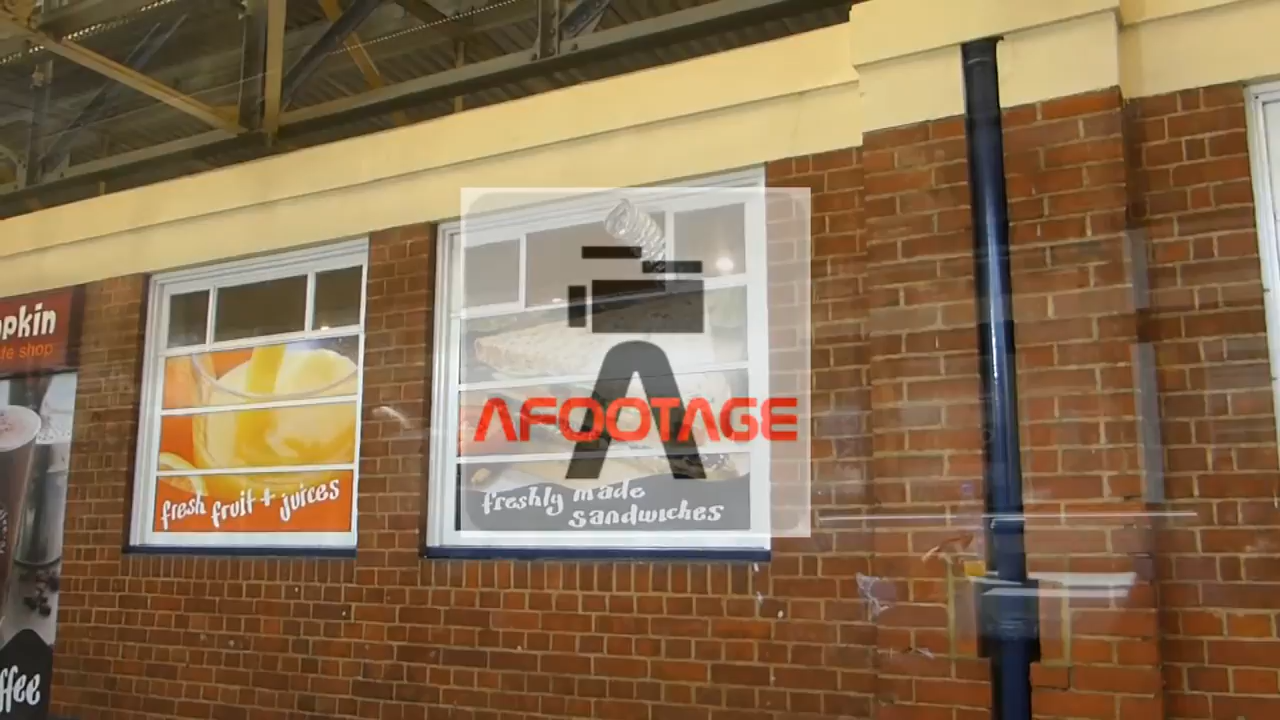 pkin
fe shop
fresh fruit + juices
AFOOTAGE
freshly made
sandwiches
ffee